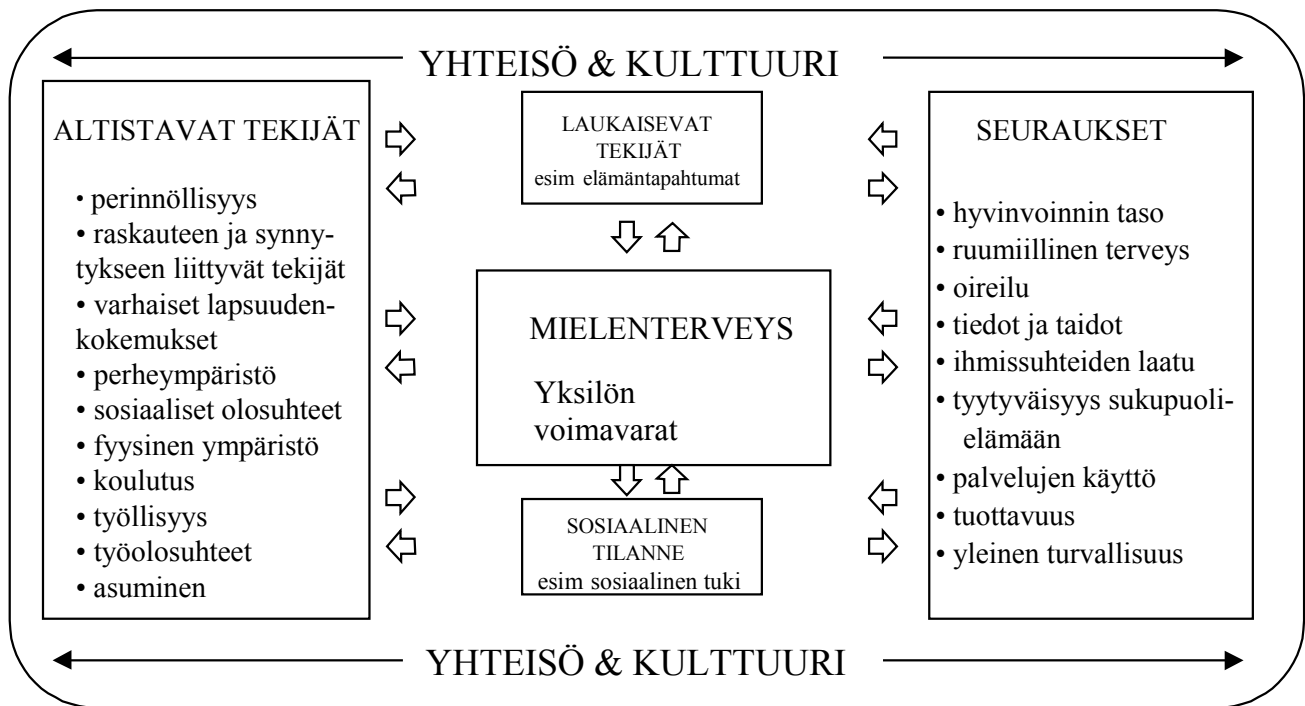 YHTEISÖ & KULTTUURI
ALTISTAVAT TEKIJÄT
• perinnöllisyys
• raskauteen ja synny-
tykseen liittyvät tekijät
• varhaiset lapsuuden-
kokemukset
• perheympäristö
• sosiaaliset olosuhteet
• fyysinen ympäristö
• koulutus
• työllisyys
• työolosuhteet
• asuminen
LAUKAISEVAT
TEKIJÄT
esim elämäntapahtumat
MIELENTERVEYS
Yksilön
voimavarat
SOSIAALINEN
TILANNE
esim sosiaalinen tuki
SEURAUKSET
• hyvinvoinnin taso
• ruumiillinen terveys
• oireilu
• tiedot ja taidot
• ihmissuhteiden laatu
• tyytyväisyys sukupuoli-
elämään
• palvelujen käyttö
• tuottavuus
• yleinen turvallisuus
YHTEISÖ & KULTTUURI